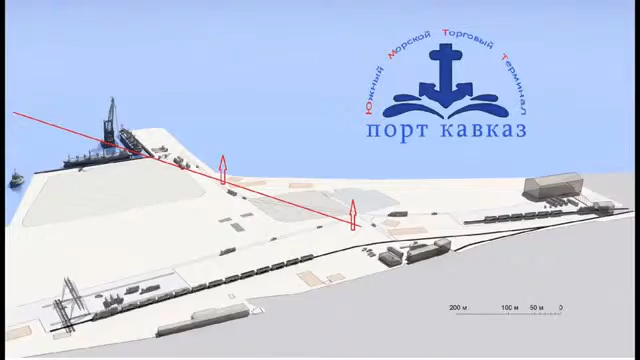 Южный Морской Торговый Терминал
порт кавказ
200 м 100 м 50 м 0